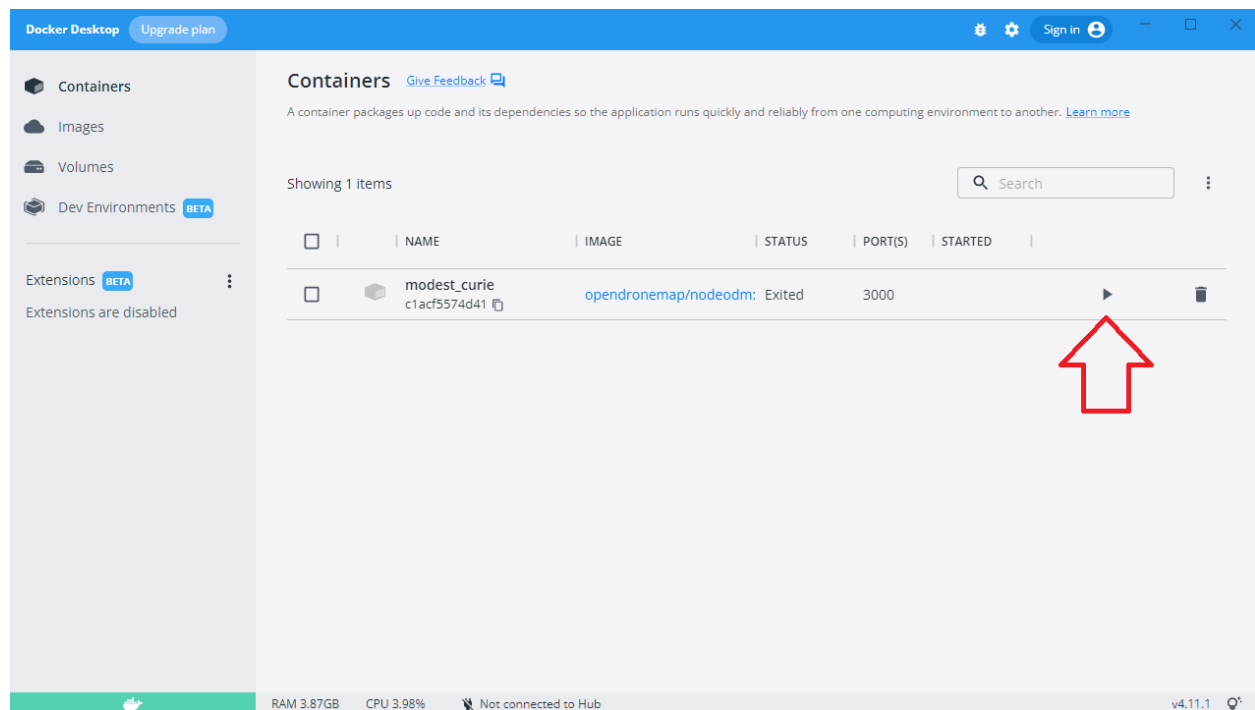 Docker Desktop Upgrade plan Sign in
Containers
Images
Volumes
Dev Environments BETA
Extensions BETA
Extensions are disabled
Containers Give Feedback
A container packages up code and its dependencies so the application runs quickly and reliably from one computing environment to another. Learn more
Showing 1 items Search
NAME IMAGE STATUS PORT(S) STARTED
modest_curie
c1acf5574d41
opendronemap/nodeodm: Exited 3000
RAM 3.87GB CPU 3.98% Not connected to Hub v4.11.1